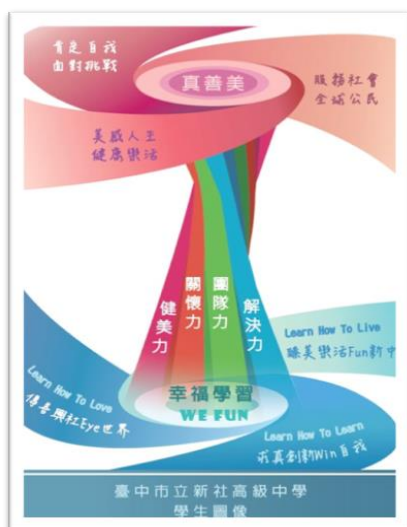 肯定自我
面對挑戰
真善美
服務社會
全球公民
美感人生
健康樂活
健美力
關懷力
團隊力
解決力
Learn How To Live
臻美樂活Fun新中
Learn How To Love
傳善興社Eye世界
幸福學習
WE FUN
Learn How To Learn
求真創新Win自我
臺中市立新社高級中學
學生圖像